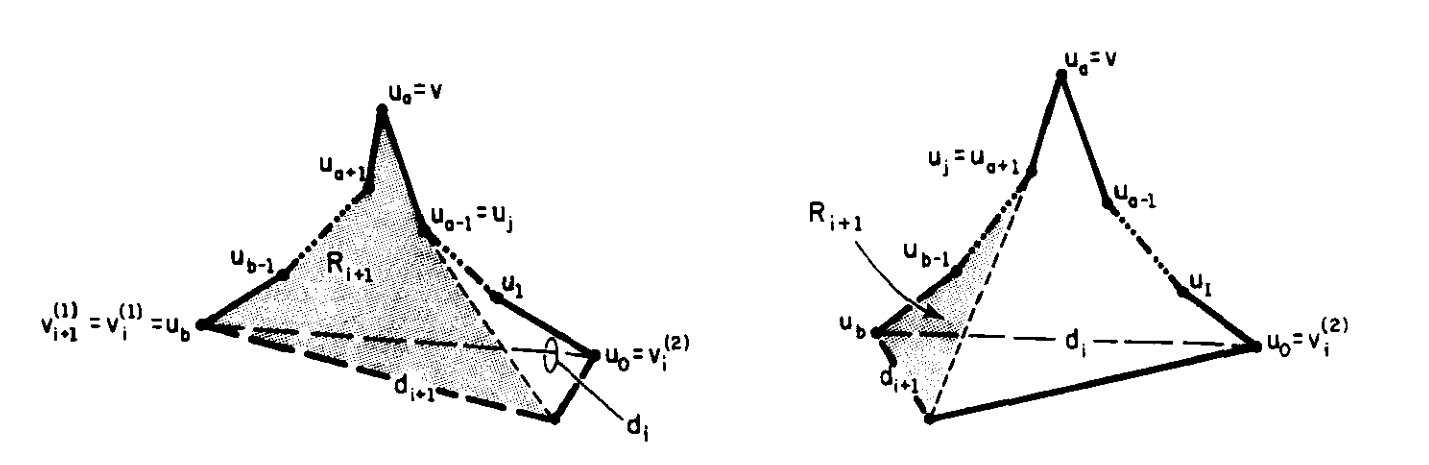 u_a=v
u_{a+1}
u_{a-1}=u_j
u_{b-1}
R_{i+1}
u_1
v_{i+1}^{(1)}=v_i^{(1)}=u_b
u_0=v_i^{(2)}
d_{i+1}
d_i
u_a=v
u_j=u_{a+1}
u_{a-1}
R_{i+1}
u_{b-1}
u_I
u_b
d_i
u_0=v_i^{(2)}
d_{i+1}